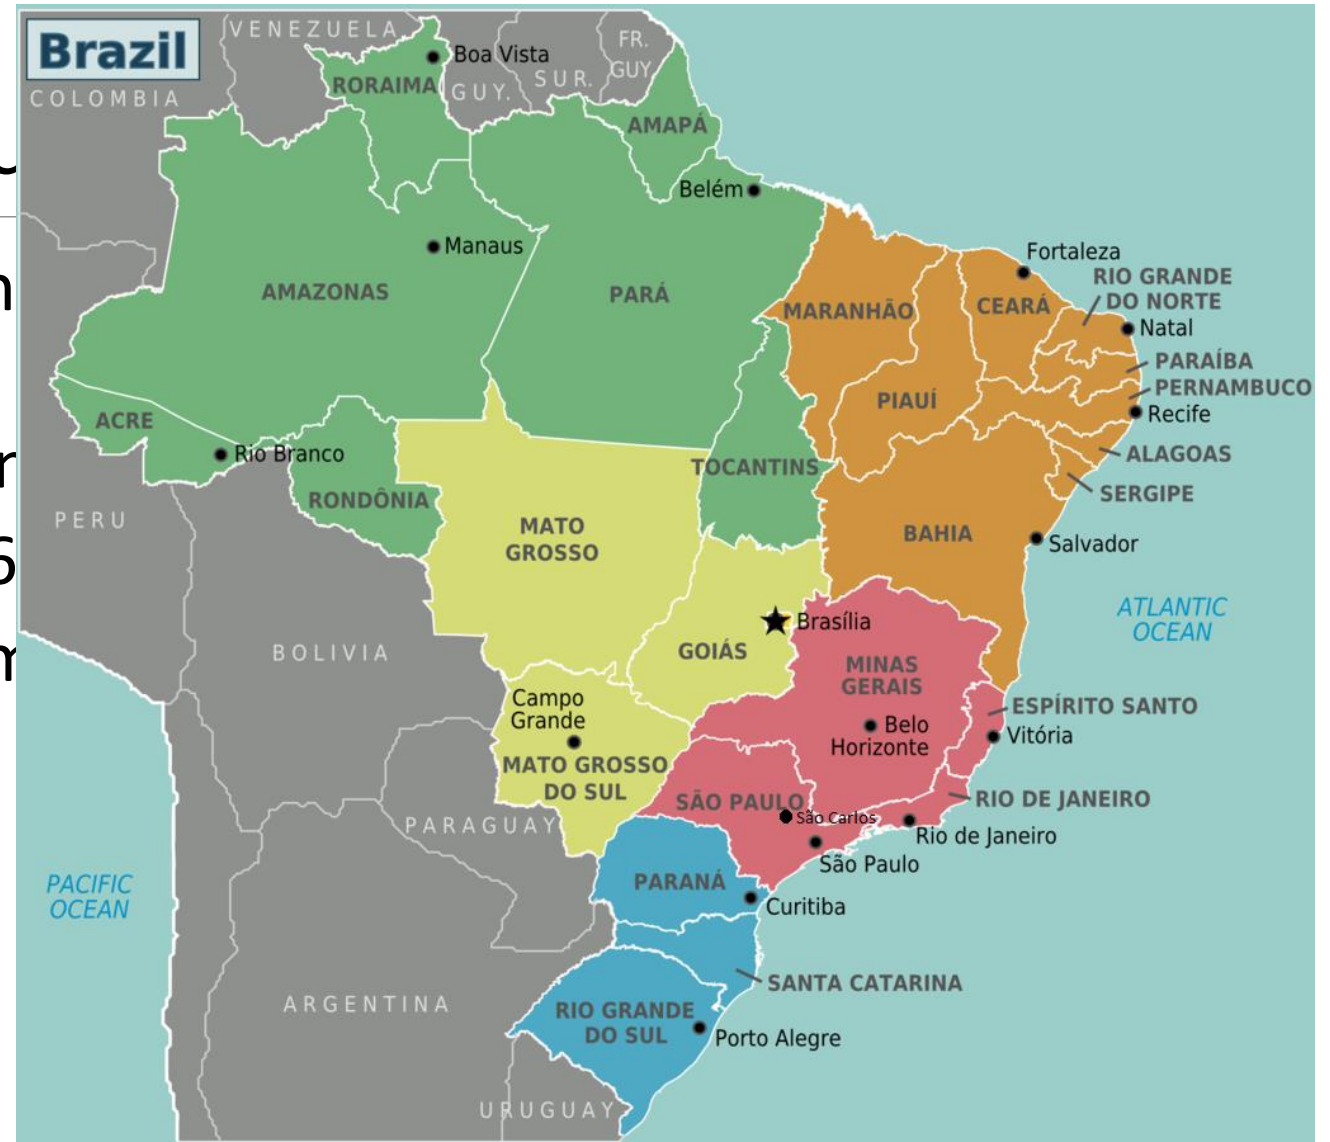 Brazil
VENEZUELA
COLOMBIA
Boa Vista
RORAIMA
GUY.
SUR.
FR.
GUY
AMAPÁ
Belém
Manaus
AMAZONAS
PARÁ
MARANHÃO
CEARÁ
Fortaleza
RIO GRANDE
DO NORTE
Natal
PARAÍBA
PERNAMBUCO
Recife
PIAUÍ
ACRE
Rio Branco
RONDÔNIA
TOCANTINS
ALAGOAS
SERGIPE
PERU
MATO
GROSSO
BAHIA
Salvador
ATLANTIC
OCEAN
Brasília
GOIÁS
BOLIVIA
MINAS
GERAIS
Campo
Grande
ESPÍRITO SANTO
Belo
Horizonte
Vitória
MATO GROSSO
DO SUL
SÃO PAULO
São Carlos
RIO DE JANEIRO
Rio de Janeiro
PARAGUAY
São Paulo
PARANÁ
PACIFIC
OCEAN
Curitiba
SANTA CATARINA
ARGENTINA
RIO GRANDE
DO SUL
Porto Alegre
URUGUAY